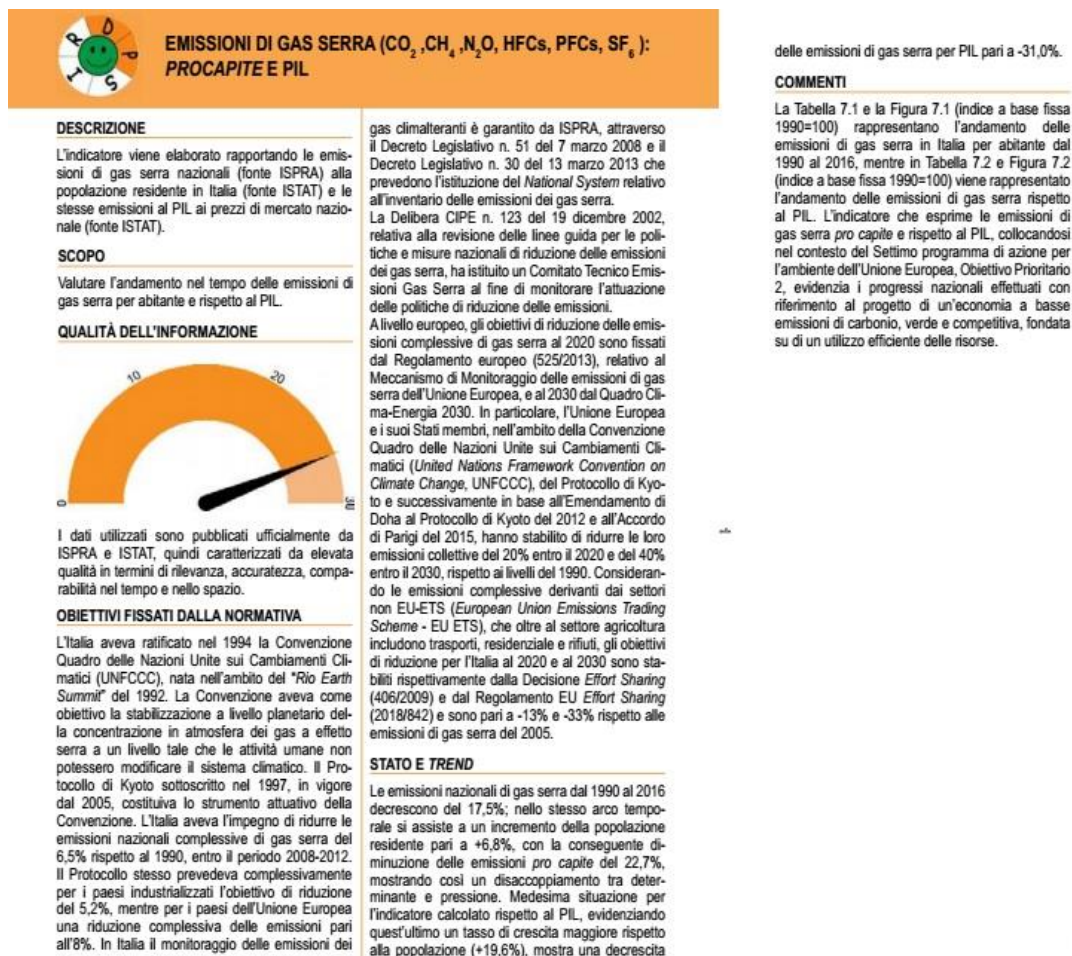 R
D
P
S
I
EMISSIONI DI GAS SERRA (CO2 ,CH4 ,N2O, HFCs, PFCs, SF6 ):
PROCAPITE E PIL
DESCRIZIONE
L'indicatore viene elaborato rapportando le emis-
sioni di gas serra nazionali (fonte ISPRA) alla
popolazione residente in Italia (fonte ISTAT) e le
stesse emissioni al PIL ai prezzi di mercato nazio-
nale (fonte ISTAT).
SCOPO
Valutare l'andamento nel tempo delle emissioni di
gas serra per abitante e rispetto al PIL.
QUALITÀ DELL'INFORMAZIONE
0
10
20
30
I dati utilizzati sono pubblicati ufficialmente da
ISPRA e ISTAT, quindi caratterizzati da elevata
qualità in termini di rilevanza, accuratezza, compa-
rabilità nel tempo e nello spazio.
OBIETTIVI FISSATI DALLA NORMATIVA
L'Italia aveva ratificato nel 1994 la Convenzione
Quadro delle Nazioni Unite sui Cambiamenti Cli-
matici (UNFCCC), nata nell'ambito del "Rio Earth
Summit" del 1992. La Convenzione aveva come
obiettivo la stabilizzazione a livello planetario del-
la concentrazione in atmosfera dei gas a effetto
serra a un livello tale che le attività umane non
potessero modificare il sistema climatico. Il Pro-
tocollo di Kyoto sottoscritto nel 1997, in vigore
dal 2005, costituiva lo strumento attuativo della
Convenzione. L'Italia aveva l'impegno di ridurre le
emissioni nazionali complessive di gas serra del
6,5% rispetto al 1990, entro il periodo 2008-2012.
Il Protocollo stesso prevedeva complessivamente
per i paesi industrializzati l'obiettivo di riduzione
del 5,2%, mentre per i paesi dell'Unione Europea
una riduzione complessiva delle emissioni pari
all'8%. In Italia il monitoraggio delle emissioni dei
gas climalteranti è garantito da ISPRA, attraverso
il Decreto Legislativo n. 51 del 7 marzo 2008 e il
Decreto Legislativo n. 30 del 13 marzo 2013 che
prevedono l'istituzione del National System relativo
all'inventario delle emissioni dei gas serra.
La Delibera CIPE n. 123 del 19 dicembre 2002,
relativa alla revisione delle linee guida per le poli-
tiche e misure nazionali di riduzione delle emissioni
dei gas serra, ha istituito un Comitato Tecnico Emis-
sioni Gas Serra al fine di monitorare l'attuazione
delle politiche di riduzione delle emissioni.
A livello europeo, gli obiettivi di riduzione delle emis-
sioni complessive di gas serra al 2020 sono fissati
dal Regolamento europeo (525/2013), relativo al
Meccanismo di Monitoraggio delle emissioni di gas
serra dell'Unione Europea, e al 2030 dal Quadro Cli-
ma-Energia 2030. In particolare, l'Unione Europea
e i suoi Stati membri, nell'ambito della Convenzione
Quadro delle Nazioni Unite sui Cambiamenti Cli-
matici (United Nations Framework Convention on
Climate Change, UNFCCC), del Protocollo di Kyo-
to e successivamente in base all'Emendamento di
Doha al Protocollo di Kyoto del 2012 e all'Accordo
di Parigi del 2015, hanno stabilito di ridurre le loro
emissioni collettive del 20% entro il 2020 e del 40%
entro il 2030, rispetto ai livelli del 1990. Consideran-
do le emissioni complessive derivanti dai settori
non EU-ETS (European Union Emissions Trading
Scheme - EU ETS), che oltre al settore agricoltura
includono trasporti, residenziale e rifiuti, gli obiettivi
di riduzione per l'Italia al 2020 e al 2030 sono sta-
biliti rispettivamente dalla Decisione Effort Sharing
(406/2009) e dal Regolamento EU Effort Sharing
(2018/842) e sono pari a -13% e -33% rispetto alle
emissioni di gas serra del 2005.
STATO E TREND
Le emissioni nazionali di gas serra dal 1990 al 2016
decrescono del 17,5%; nello stesso arco tempo-
rale si assiste a un incremento della popolazione
residente pari a +6,8%, con la conseguente di-
minuzione delle emissioni pro capite del 22,7%,
mostrando così un disaccoppiamento tra deter-
minante e pressione. Medesima situazione per
l'indicatore calcolato rispetto al PIL, evidenziando
quest'ultimo un tasso di crescita maggiore rispetto
alla popolazione (+19,6%), mostra una decrescita
delle emissioni di gas serra per PIL pari a -31,0%.
COMMENTI
La Tabella 7.1 e la Figura 7.1 (indice a base fissa
1990=100) rappresentano l'andamento delle
emissioni di gas serra in Italia per abitante dal
1990 al 2016, mentre in Tabella 7.2 e Figura 7.2
(indice a base fissa 1990=100) viene rappresentato
l'andamento delle emissioni di gas serra rispetto
al PIL. L'indicatore che esprime le emissioni di
gas serra pro capite e rispetto al PIL, collocandosi
nel contesto del Settimo programma di azione per
l'ambiente dell'Unione Europea, Obiettivo Prioritario
2, evidenzia i progressi nazionali effettuati con
riferimento al progetto di un'economia a basse
emissioni di carbonio, verde e competitiva, fondata
su di un utilizzo efficiente delle risorse.